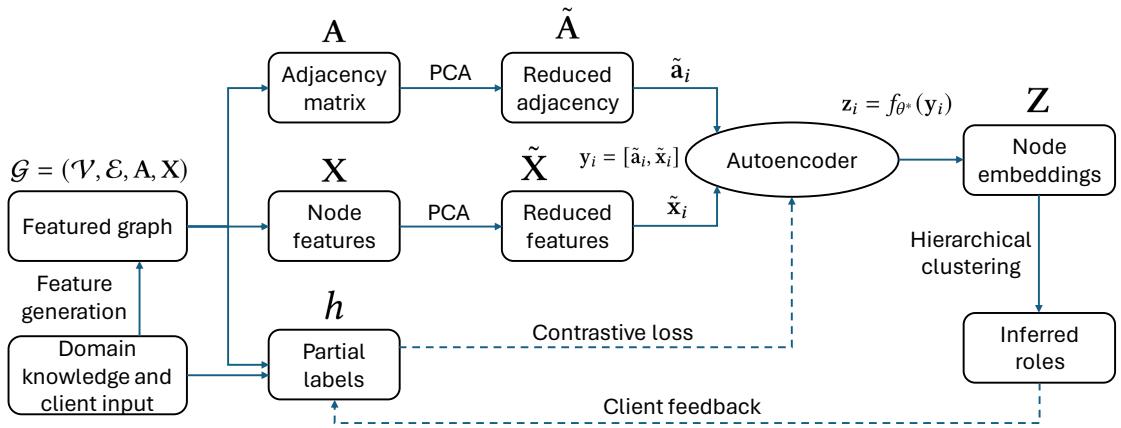 A
Ã
Adjacency
matrix
PCA
Reduced
adjacency
ã_i
z_i = f_{θ*}(y_i)
Z
𝒢 = (𝒱, ℰ, A, X)
X
X̃
y_i = [ã_i, x̃_i]
Autoencoder
Node
embeddings
Featured graph
Node
features
PCA
Reduced
features
x̃_i
Feature
generation
Hierarchical
clustering
h
Domain
knowledge and
client input
Partial
labels
Contrastive loss
Inferred
roles
Client feedback